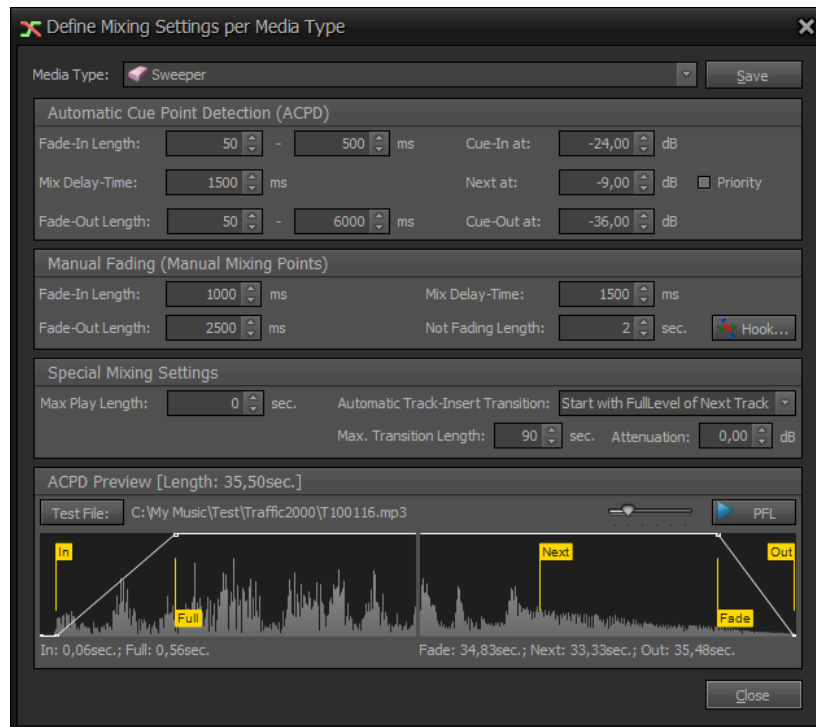 Define Mixing Settings per Media Type
Media Type: Sweeper Save
Automatic Cue Point Detection (ACPD)
Fade-In Length: 50 - 500 ms Cue-In at: -24,00 dB
Mix Delay-Time: 1500 ms Next at: -9,00 dB Priority
Fade-Out Length: 50 - 6000 ms Cue-Out at: -36,00 dB
Manual Fading (Manual Mixing Points)
Fade-In Length: 1000 ms Mix Delay-Time: 1500 ms
Fade-Out Length: 2500 ms Not Fading Length: 2 sec. Hook...
Special Mixing Settings
Max Play Length: 0 sec. Automatic Track-Insert Transition: Start with FullLevel of Next Track
Max. Transition Length: 90 sec. Attenuation: 0,00 dB
ACPD Preview [Length: 35,50sec.]
Test File: C:\My Music\Test\Traffic2000\T100116.mp3 PFL
In Next Out
Full Fade
In: 0,06sec.; Full: 0,56sec. Fade: 34,83sec.; Next: 33,33sec.; Out: 35,48sec.
Close